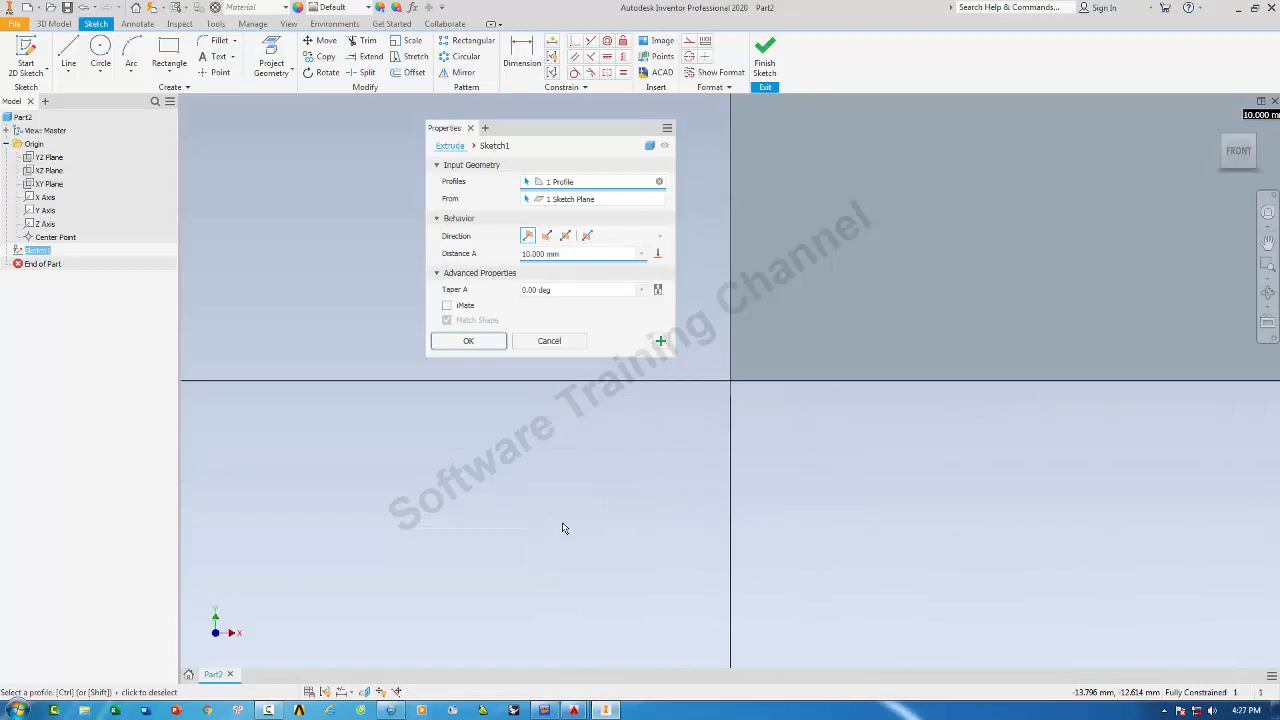 Material
Default
Autodesk Inventor Professional 2020 Part2
Search Help & Commands...
Sign In
File
3D Model
Sketch
Annotate
Inspect
Tools
Manage
View
Environments
Get Started
Collaborate
Start
2D Sketch
Line
Circle
Arc
Rectangle
Fillet
Text
Point
Project
Geometry
Move
Copy
Rotate
Trim
Extend
Split
Scale
Stretch
Offset
Rectangular
Circular
Mirror
Dimension
Image
Points
ACAD
Show Format
Finish
Sketch
Sketch
Create
Modify
Pattern
Constrain
Insert
Format
Exit
Model
Part2
View: Master
Origin
YZ Plane
XZ Plane
XY Plane
X Axis
Y Axis
Z Axis
Center Point
Sketch1
End of Part
Properties
Extrude > Sketch1
Input Geometry
Profiles
1 Profile
From
1 Sketch Plane
Behavior
Direction
Distance A
10.000 mm
Advanced Properties
Taper A
0.00 deg
iMate
Match Shape
OK
Cancel
10.000 m
FRONT
Software Training Channel
Y
X
Part2
Select a profile. [Ctrl] (or [Shift]) + click to deselect
-13.796 mm, -12.614 mm
Fully Constrained
1
1
4:27 PM